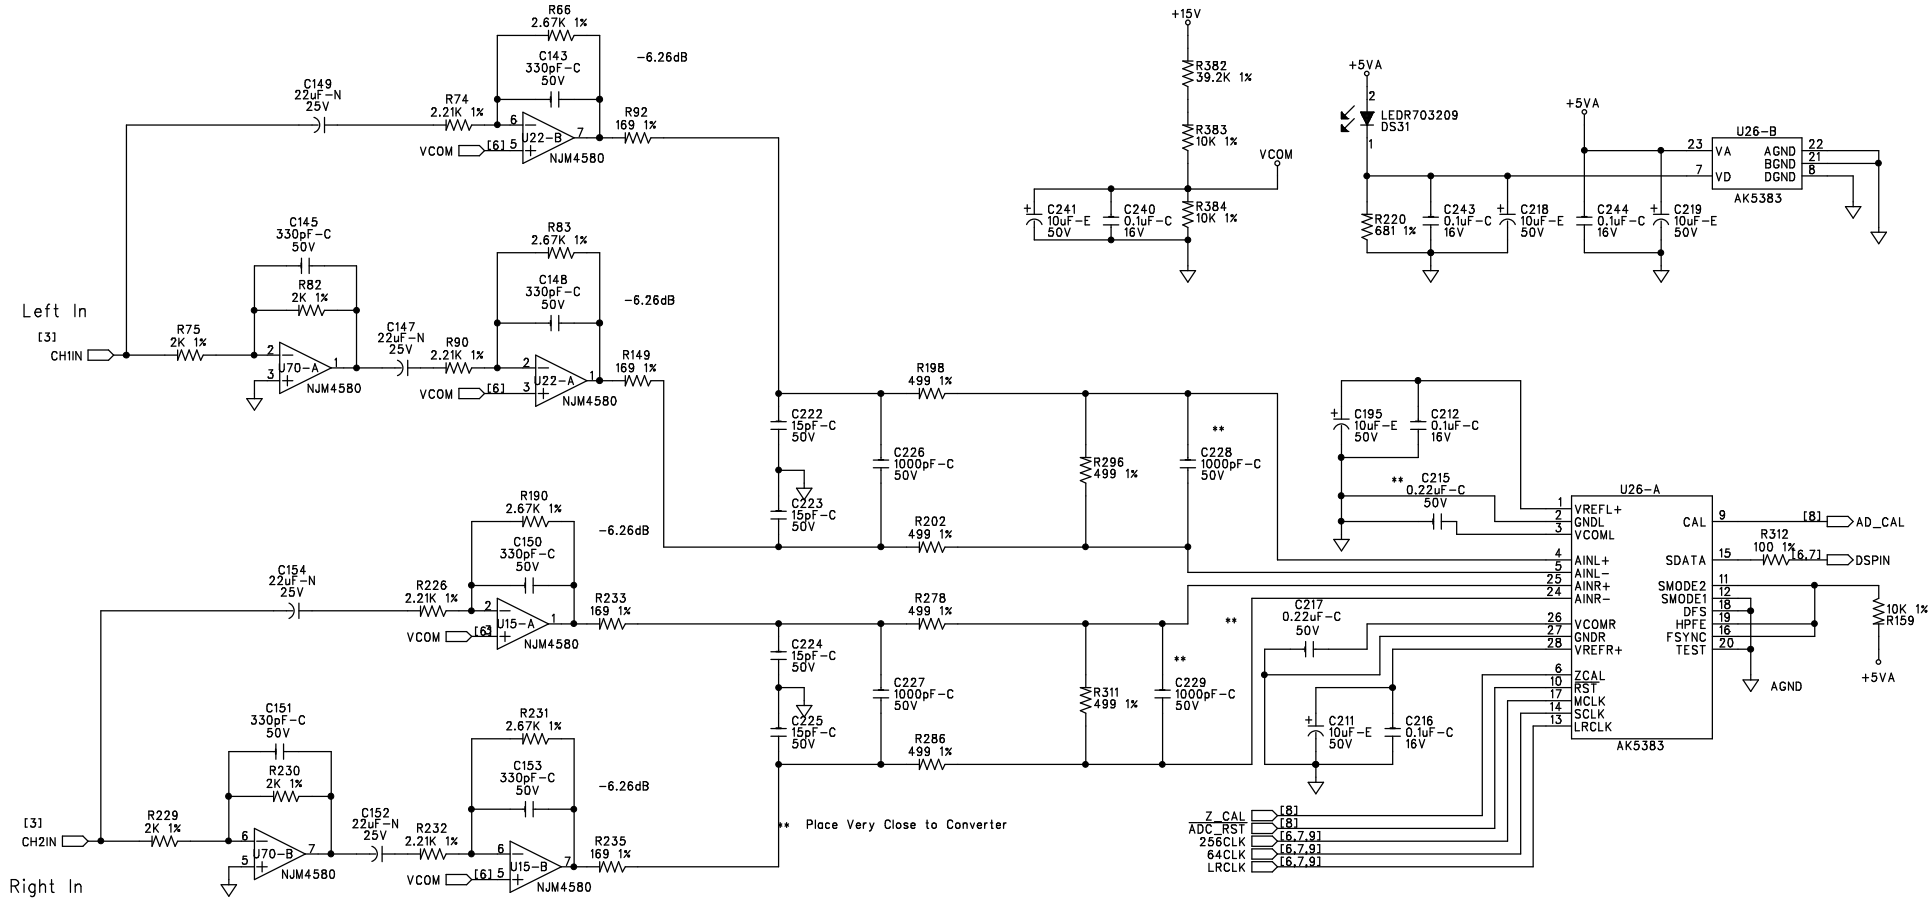 R66
2.67K 1%
C143
330pF-C
50V
-6.26dB
C149
22uF-N
25V
R74
2.21K 1%
6
5
7
U22-B
NJM4580
VCOM
[6]
R92
169 1%
+15V
R382
39.2K 1%
R383
10K 1%
VCOM
R384
10K 1%
C241
10uF-E
50V
C240
0.1uF-C
16V
+5VA
2
LEDR703209
DS31
1
R220
681 1%
C243
0.1uF-C
16V
C218
10uF-E
50V
+5VA
C244
0.1uF-C
16V
C219
10uF-E
50V
U26-B
23
VA
7
VD
AGND
22
BGND
21
DGND
8
AK5383
Left In
[3]
CH1IN
R75
2K 1%
C145
330pF-C
50V
R82
2K 1%
2
3
1
U70-A
NJM4580
C147
22uF-N
25V
R90
2.21K 1%
R83
2.67K 1%
C148
330pF-C
50V
-6.26dB
2
3
1
U22-A
NJM4580
VCOM
[6]
R149
169 1%
C222
15pF-C
50V
C223
15pF-C
50V
C226
1000pF-C
50V
R198
499 1%
R202
499 1%
R296
499 1%
**
C228
1000pF-C
50V
C195
10uF-E
50V
C212
0.1uF-C
16V
**
C215
0.22uF-C
50V
R190
2.67K 1%
C150
330pF-C
50V
-6.26dB
C154
22uF-N
25V
R226
2.21K 1%
2
3
1
U15-A
NJM4580
VCOM
[6]
R233
169 1%
C224
15pF-C
50V
C225
15pF-C
50V
C227
1000pF-C
50V
R278
499 1%
R286
499 1%
R311
499 1%
**
**
C229
1000pF-C
50V
C217
0.22uF-C
50V
C211
10uF-E
50V
C216
0.1uF-C
16V
U26-A
1
VREFL+
2
GNDL
3
VCOML
4
AINL+
5
AINL-
25
AINR+
24
AINR-
26
VCOMR
27
GNDR
28
VREFR+
6
ZCAL
10
RST
17
MCLK
14
SCLK
13
LRCLK
CAL
9
SDATA
15
SMODE2
11
SMODE1
12
DFS
18
HPFE
19
FSYNC
16
TEST
20
AK5383
[8]
AD_CAL
R312
100 1%
[6,7]
DSPIN
10K 1%
R159
+5VA
AGND
C151
330pF-C
50V
R230
2K 1%
[3]
CH2IN
R229
2K 1%
6
5
7
U70-B
NJM4580
Right In
C152
22uF-N
25V
R232
2.21K 1%
R231
2.67K 1%
C153
330pF-C
50V
-6.26dB
6
5
7
U15-B
NJM4580
VCOM
[6]
R235
169 1%
** Place Very Close to Converter
Z_CAL
[8]
ADC_RST
[8]
256CLK
[6,7,9]
64CLK
[6,7,9]
LRCLK
[6,7,9]